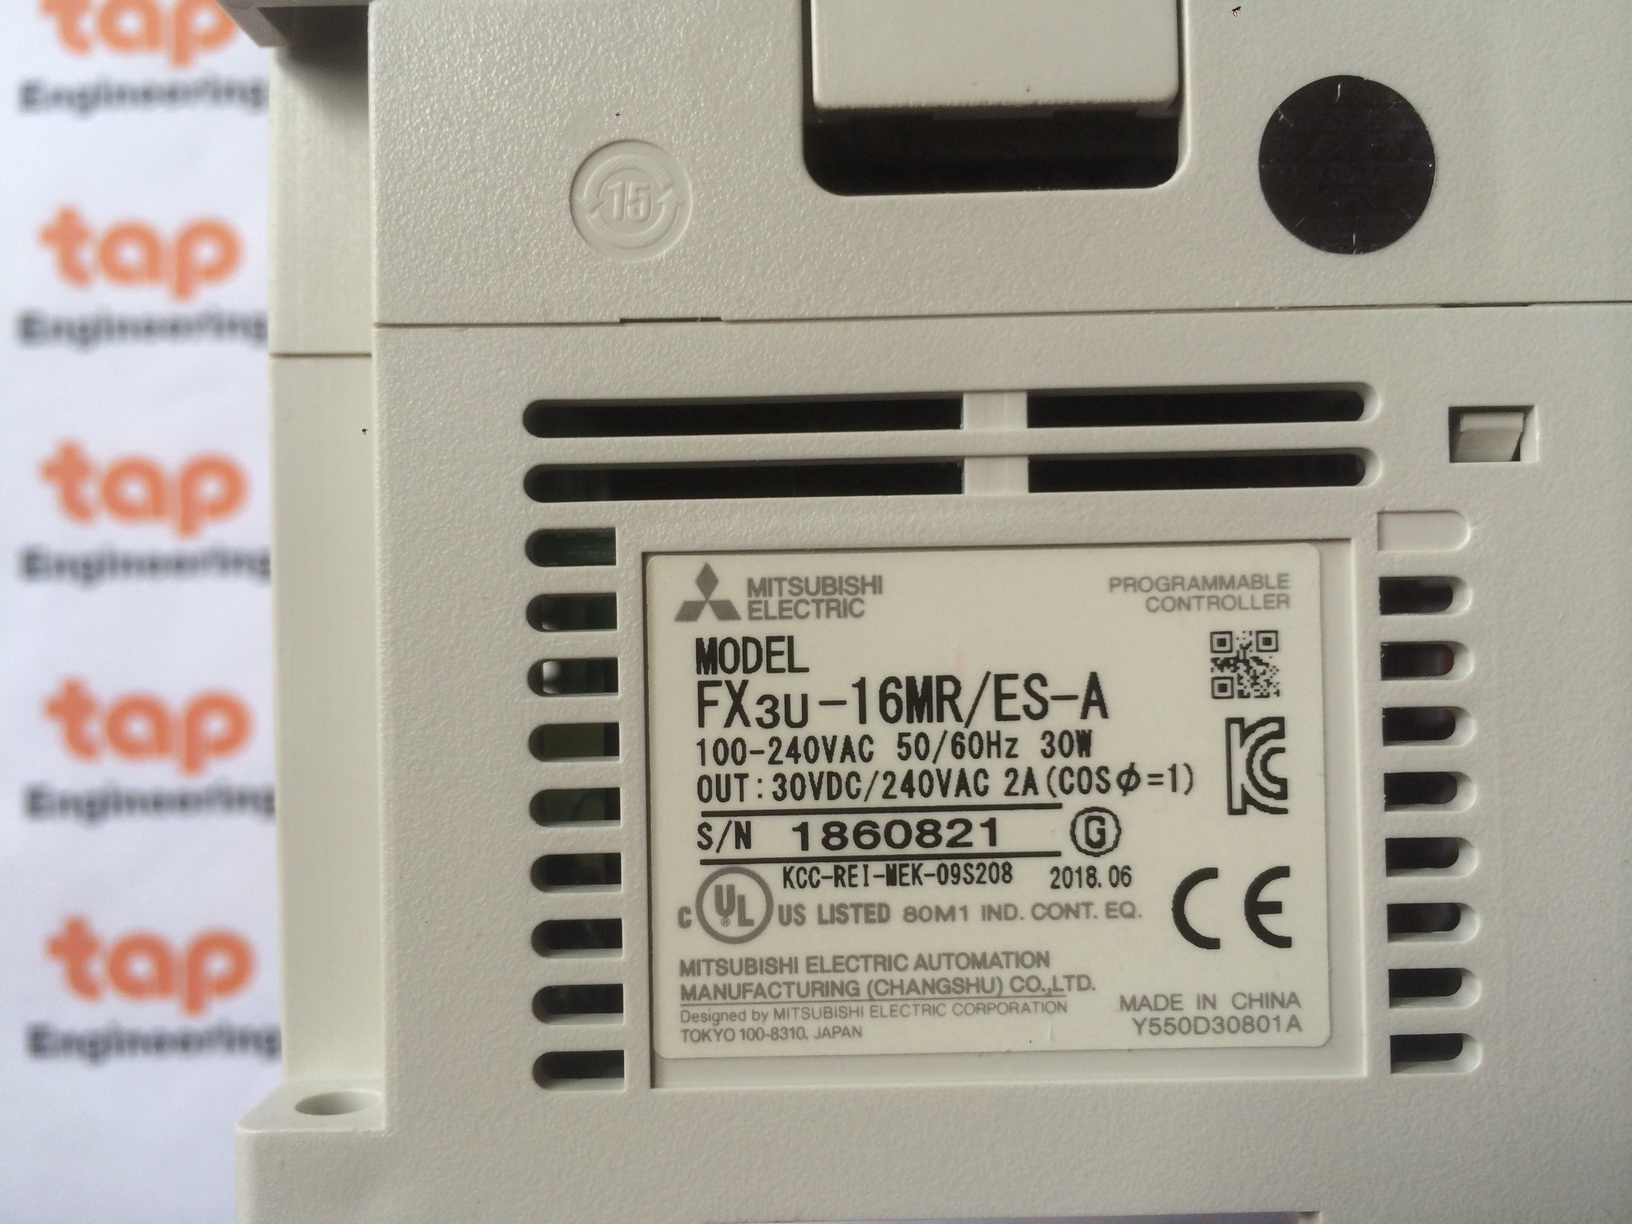 tap
Engineering
tap
Engineering
tap
Engineering
tap
Engineering
tap
Engineering
15
MITSUBISHI
ELECTRIC
PROGRAMMABLE
CONTROLLER
MODEL
FX3U-16MR/ES-A
100-240VAC 50/60Hz 30W
OUT:30VDC/240VAC 2A(COSΦ=1)
S/N 1860821 G
KCC-REI-MEK-09S208 2018.06
C UL ® US LISTED 80M1 IND. CONT. EQ.
CE
MITSUBISHI ELECTRIC AUTOMATION
MANUFACTURING (CHANGSHU) CO.,LTD.
Designed by MITSUBISHI ELECTRIC CORPORATION
TOKYO 100-8310, JAPAN
MADE IN CHINA
Y550D30801A